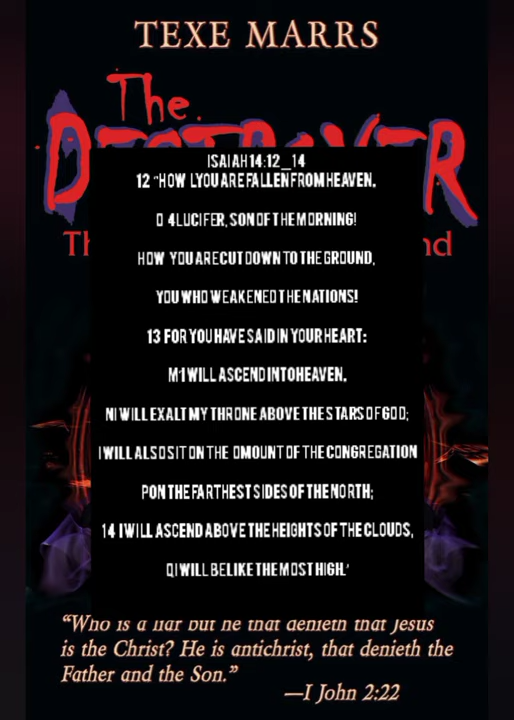 TEXE MARRS
The
DESTROYER
Th nd
ISAIAH 14:12_14
12 "HOW LYOU ARE FALLEN FROM HEAVEN,
O 4LUCIFER, SON OF THE MORNING!
HOW YOU ARE CUT DOWN TO THE GROUND,
YOU WHO WEAKENED THE NATIONS!
13 FOR YOU HAVE SAID IN YOUR HEART:
M1 WILL ASCEND INTO HEAVEN,
NI WILL EXALT MY THRONE ABOVE THE STARS OF GOD;
I WILL ALSO SIT ON THE OMOUNT OF THE CONGREGATION
PON THE FARTHEST SIDES OF THE NORTH;
14 I WILL ASCEND ABOVE THE HEIGHTS OF THE CLOUDS,
QI WILL BE LIKE THE MOST HIGH.'
"Who is a liar but he that denieth that Jesus
is the Christ? He is antichrist, that denieth the
Father and the Son."
—I John 2:22